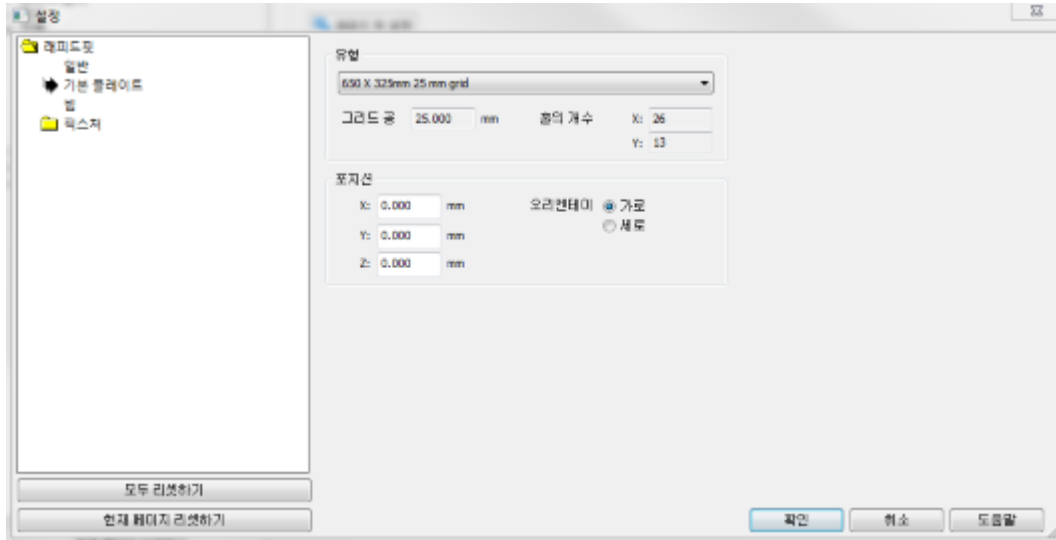 설정
래피드핏
일반
기본 플레이트
빔
픽스쳐
모두 리셋하기
현재 페이지 리셋하기
유형
650 X 325mm 25 mm grid
그리드 공 25.000 mm 홀의 개수 X: 26
Y: 13
포지션
X: 0.000 mm 오리엔테이 가로
세로
Y: 0.000 mm
Z: 0.000 mm
확인 취소 도움말